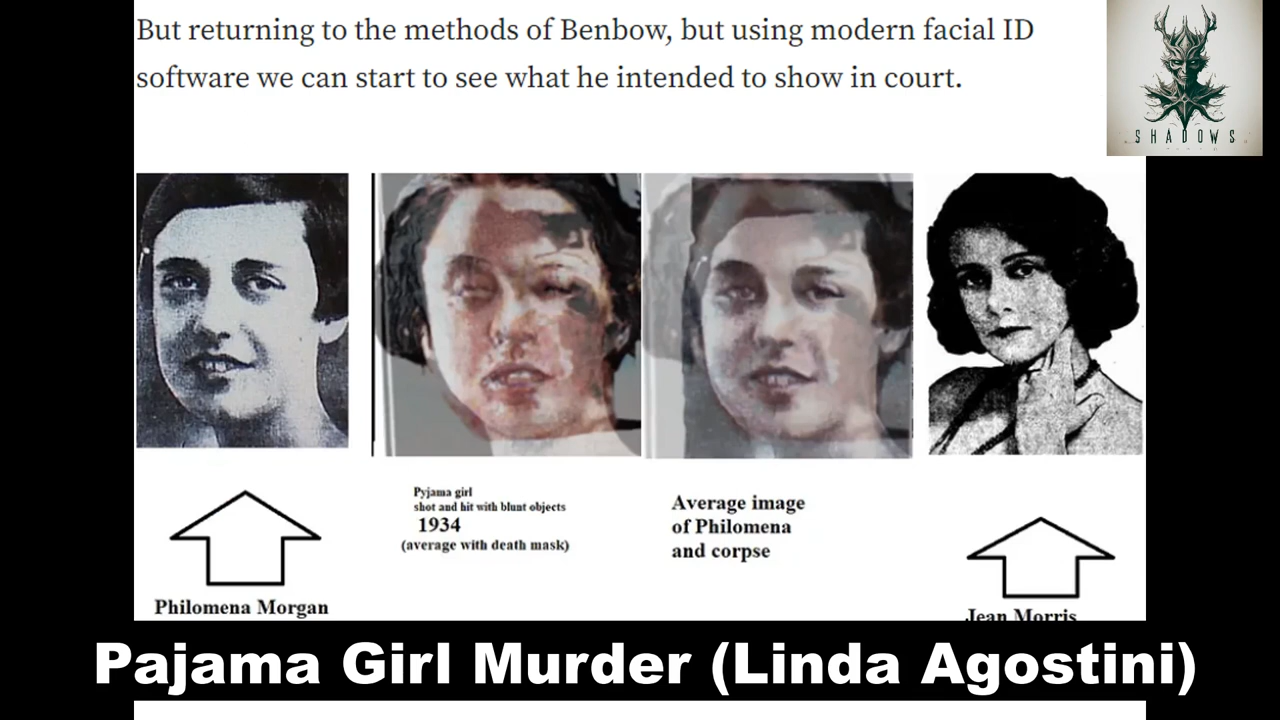 But returning to the methods of Benbow, but using modern facial ID
software we can start to see what he intended to show in court.
SHADOWS
Pyjama girl
shot and hit with blunt objects
1934
(average with death mask)
Average image
of Philomena
and corpse
Philomena Morgan
Jean Morris
Pajama Girl Murder (Linda Agostini)